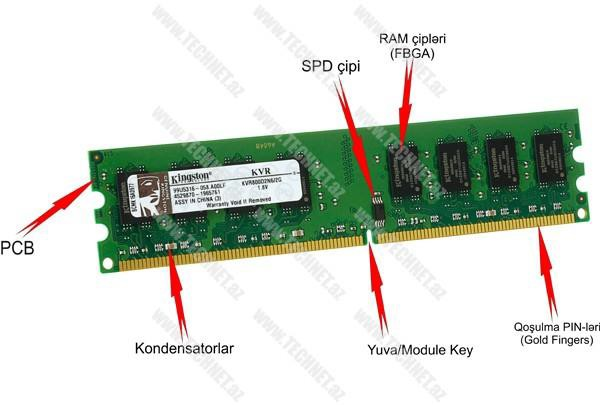 RAM çipləri
(FBGA)
SPD çipi
Kingston
KVR
99U5316-058.A00LF
KVR800D2N6/2G
4529870-1965761
1.8V
ASSY IN CHINA (3)
Warranty Void If Removed
PCB
Kondensatorlar
Yuva/Module Key
Qoşulma PIN-ləri
(Gold Fingers)
www.TECHNET.az